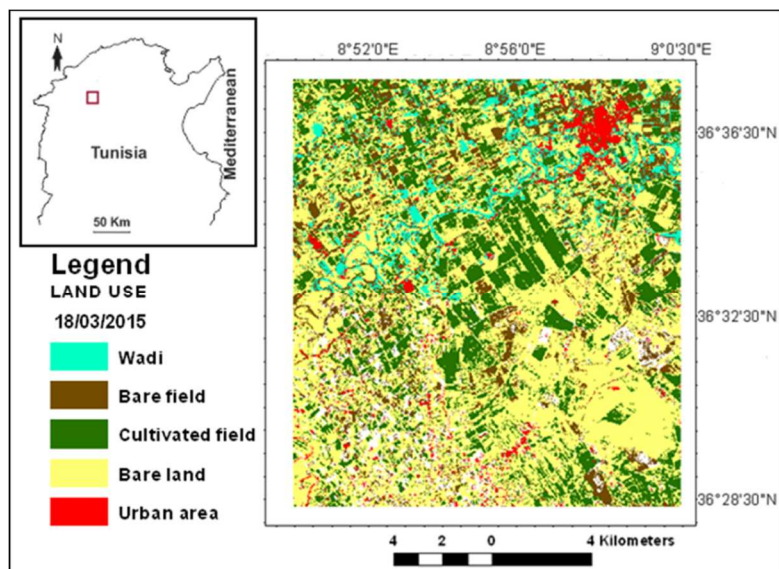 N
Tunisia
Mediterranean
50 Km
Legend
LAND USE
18/03/2015
Wadi
Bare field
Cultivated field
Bare land
Urban area
8°52'0"E 8°56'0"E 9°0'30"E
36°36'30"N
36°32'30"N
36°28'30"N
4 2 0 4 Kilometers